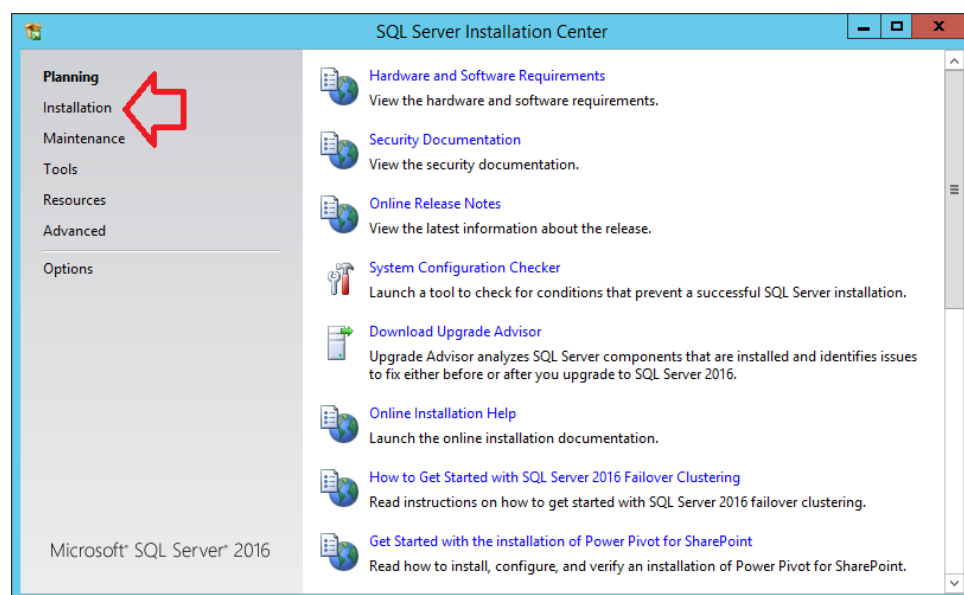 SQL Server Installation Center
Planning
Installation
Maintenance
Tools
Resources
Advanced
Options
Microsoft® SQL Server® 2016
Hardware and Software Requirements
View the hardware and software requirements.
Security Documentation
View the security documentation.
Online Release Notes
View the latest information about the release.
System Configuration Checker
Launch a tool to check for conditions that prevent a successful SQL Server installation.
Download Upgrade Advisor
Upgrade Advisor analyzes SQL Server components that are installed and identifies issues
to fix either before or after you upgrade to SQL Server 2016.
Online Installation Help
Launch the online installation documentation.
How to Get Started with SQL Server 2016 Failover Clustering
Read instructions on how to get started with SQL Server 2016 failover clustering.
Get Started with the installation of Power Pivot for SharePoint
Read how to install, configure, and verify an installation of Power Pivot for SharePoint.